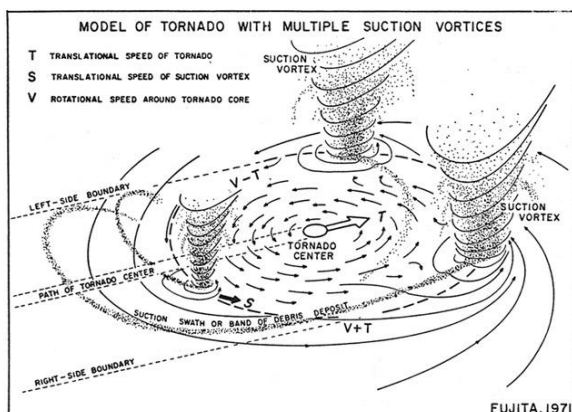 MODEL OF TORNADO WITH MULTIPLE SUCTION VORTICES
T TRANSLATIONAL SPEED OF TORNADO
S TRANSLATIONAL SPEED OF SUCTION VORTEX
V ROTATIONAL SPEED AROUND TORNADO CORE
SUCTION
VORTEX
LEFT-SIDE BOUNDARY
V-T
SUCTION
VORTEX
T
TORNADO
CENTER
PATH OF TORNADO CENTER
S
SUCTION SWATH OR BAND OF DEBRIS DEPOSIT
V+T
RIGHT-SIDE BOUNDARY
FUJITA, 1971